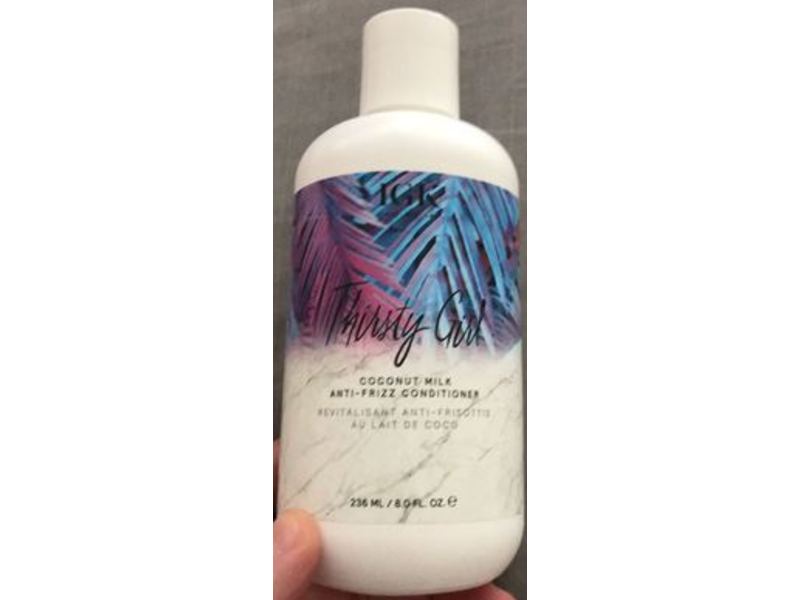 IGK
Thirsty Girl
COCONUT MILK
ANTI-FRIZZ CONDITIONER
REVITALISANT ANTI-FRISOTTIS
AU LAIT DE COCO
236 ML / 8.0 FL. OZ. ℮